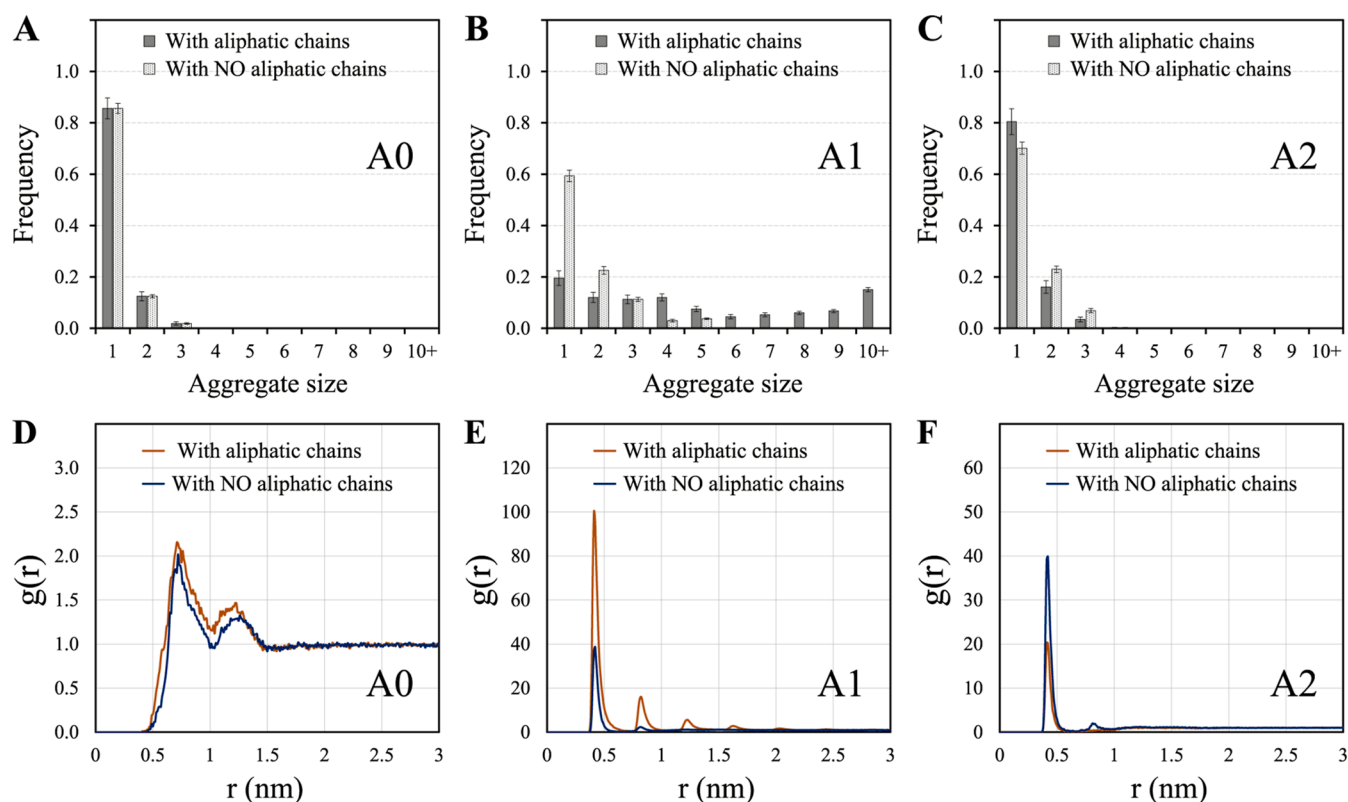 A
With aliphatic chains
With NO aliphatic chains
1.0
0.8
0.6
0.4
0.2
0.0
Frequency
A0
1 2 3 4 5 6 7 8 9 10+
Aggregate size
B
With aliphatic chains
With NO aliphatic chains
1.0
0.8
0.6
0.4
0.2
0.0
Frequency
A1
1 2 3 4 5 6 7 8 9 10+
Aggregate size
C
With aliphatic chains
With NO aliphatic chains
1.0
0.8
0.6
0.4
0.2
0.0
Frequency
A2
1 2 3 4 5 6 7 8 9 10+
Aggregate size
D
With aliphatic chains
With NO aliphatic chains
3.0
2.5
2.0
1.5
1.0
0.5
0.0
g(r)
A0
0 0.5 1 1.5 2 2.5 3
r (nm)
E
With aliphatic chains
With NO aliphatic chains
120
100
80
60
40
20
0
g(r)
A1
0 0.5 1 1.5 2 2.5 3
r (nm)
F
With aliphatic chains
With NO aliphatic chains
60
50
40
30
20
10
0
g(r)
A2
0 0.5 1 1.5 2 2.5 3
r (nm)